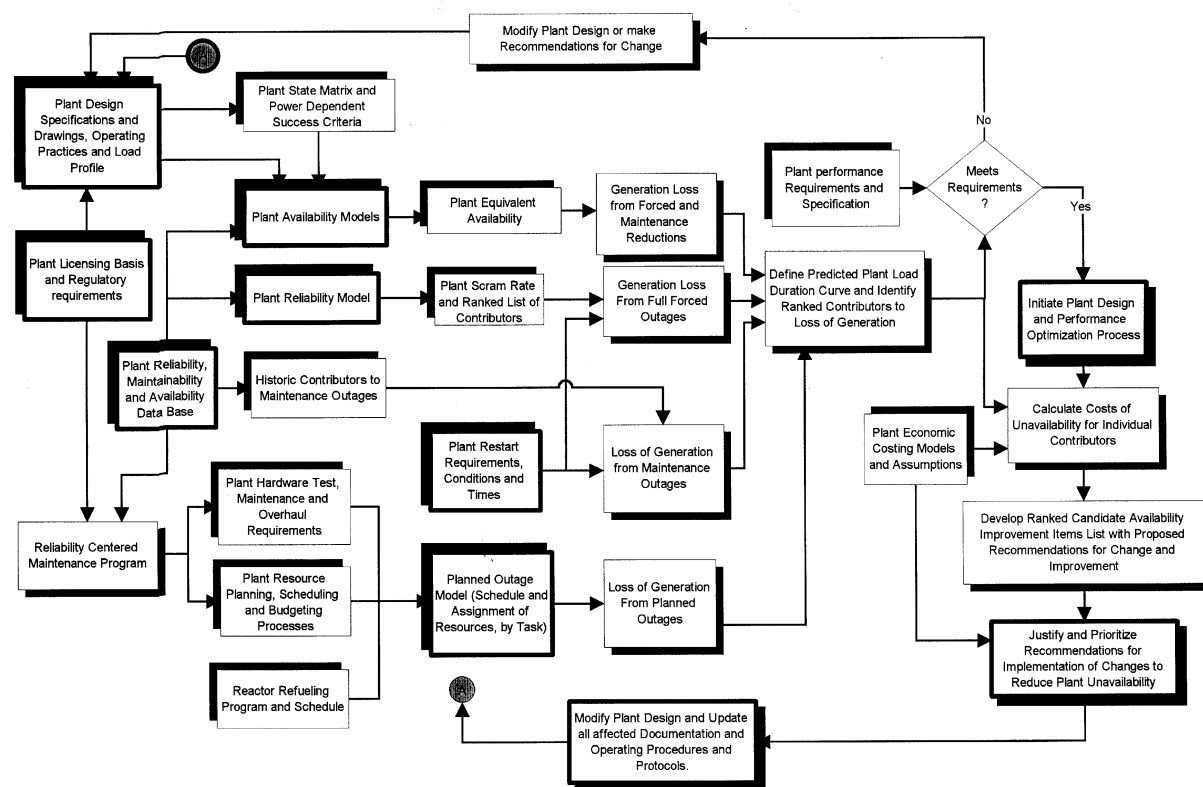 Modify Plant Design or make
Recommendations for Change
Plant Design
Specifications and
Drawings, Operating
Practices and Load
Profile
Plant State Matrix and
Power Dependent
Success Criteria
No
Plant performance
Requirements and
Specification
Meets
Requirements
?
Yes
Plant Availability Models
Plant Equivalent
Availability
Generation Loss
from Forced and
Maintenance
Reductions
Plant Licensing Basis
and Regulatory
requirements
Plant Reliability Model
Plant Scram Rate
and Ranked List of
Contributors
Generation Loss
From Full Forced
Outages
Define Predicted Plant Load
Duration Curve and Identify
Ranked Contributors to
Loss of Generation
Initiate Plant Design
and Performance
Optimization Process
Plant Reliability,
Maintainability
and Availability
Data Base
Historic Contributors to
Maintenance Outages
Plant Restart
Requirements,
Conditions and
Times
Loss of Generation
from Maintenance
Outages
Plant Economic
Costing Models
and Assumptions
Calculate Costs of
Unavailability for Individual
Contributors
Plant Hardware Test,
Maintenance and
Overhaul
Requirements
Reliability Centered
Maintenance Program
Plant Resource
Planning, Scheduling
and Budgeting
Processes
Planned Outage
Model (Schedule and
Assignment of
Resources, by Task)
Loss of Generation
From Planned
Outages
Develop Ranked Candidate Availability
Improvement Items List with Proposed
Recommendations for Change and
Improvement
Justify and Prioritize
Recommendations for
Implementation of Changes to
Reduce Plant Unavailability
Reactor Refueling
Program and Schedule
Modify Plant Design and Update
all affected Documentation and
Operating Procedures and
Protocols.